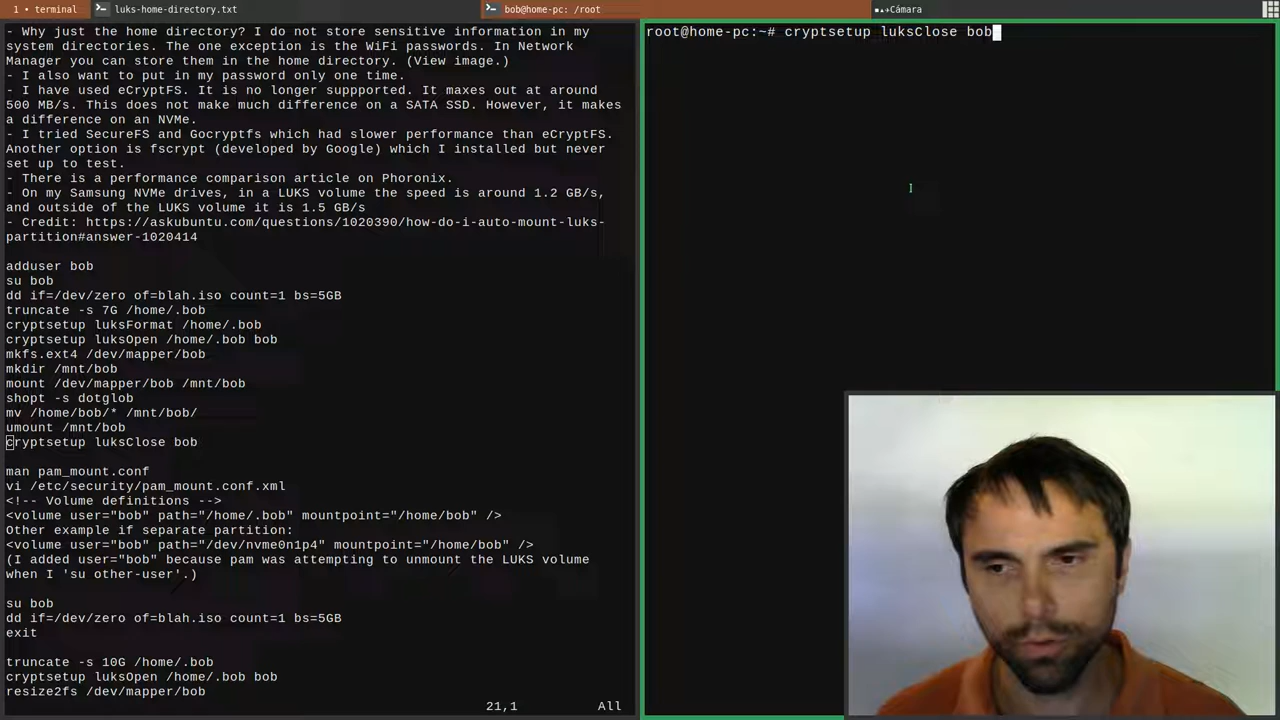 1 • terminal
luks-home-directory.txt
bob@home-pc: /root
Cámara
- Why just the home directory? I do not store sensitive information in my
system directories. The one exception is the WiFi passwords. In Network
Manager you can store them in the home directory. (View image.)
- I also want to put in my password only one time.
- I have used eCryptFS. It is no longer suppported. It maxes out at around
500 MB/s. This does not make much difference on a SATA SSD. However, it makes
a difference on an NVMe.
- I tried SecureFS and Gocryptfs which had slower performance than eCryptFS.
Another option is fscrypt (developed by Google) which I installed but never
set up to test.
- There is a performance comparison article on Phoronix.
- On my Samsung NVMe drives, in a LUKS volume the speed is around 1.2 GB/s,
and outside of the LUKS volume it is 1.5 GB/s
- Credit: https://askubuntu.com/questions/1020390/how-do-i-auto-mount-luks-
partition#answer-1020414
adduser bob
su bob
dd if=/dev/zero of=blah.iso count=1 bs=5GB
truncate -s 7G /home/.bob
cryptsetup luksFormat /home/.bob
cryptsetup luksOpen /home/.bob bob
mkfs.ext4 /dev/mapper/bob
mkdir /mnt/bob
mount /dev/mapper/bob /mnt/bob
shopt -s dotglob
mv /home/bob/* /mnt/bob/
umount /mnt/bob
cryptsetup luksClose bob
man pam_mount.conf
vi /etc/security/pam_mount.conf.xml
<!-- Volume definitions -->
<volume user="bob" path="/home/.bob" mountpoint="/home/bob" />
Other example if separate partition:
<volume user="bob" path="/dev/nvme0n1p4" mountpoint="/home/bob" />
(I added user="bob" because pam was attempting to unmount the LUKS volume
when I 'su other-user'.)
su bob
dd if=/dev/zero of=blah.iso count=1 bs=5GB
exit
truncate -s 10G /home/.bob
cryptsetup luksOpen /home/.bob bob
resize2fs /dev/mapper/bob
21,1 All
root@home-pc:~# cryptsetup luksClose bob